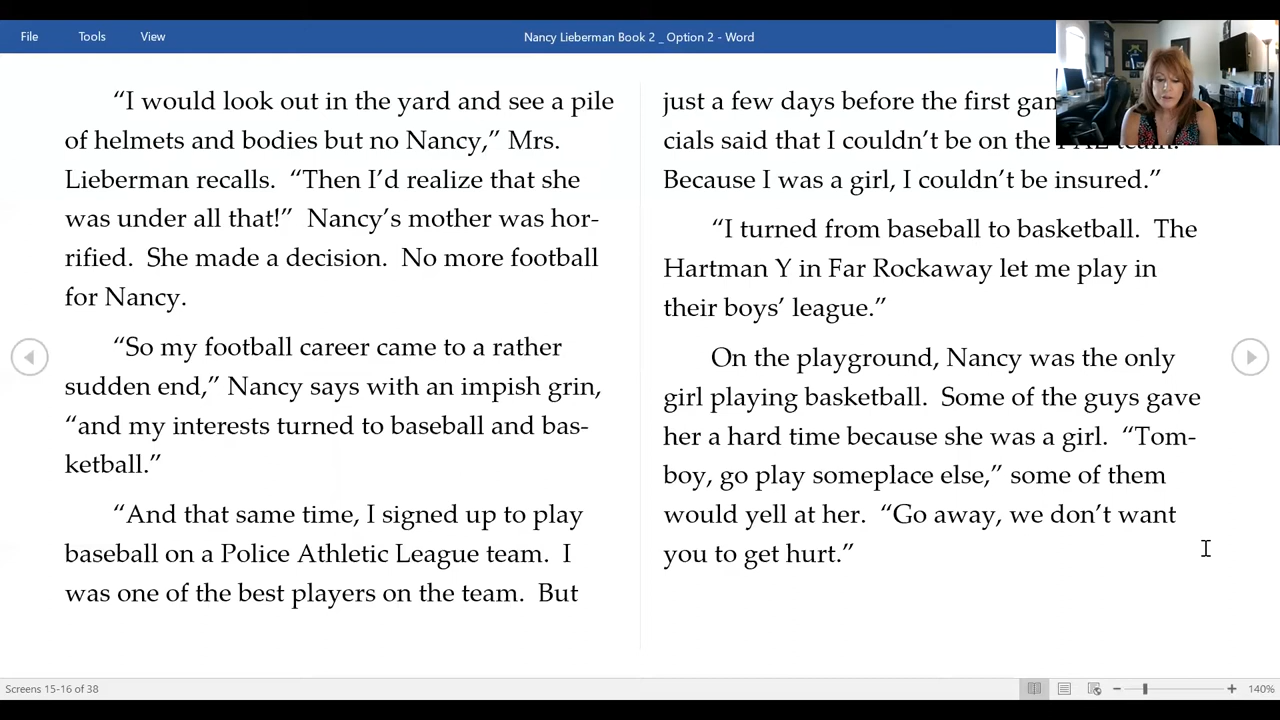 File Tools View Nancy Lieberman Book 2 _ Option 2 - Word
“I would look out in the yard and see a pile
of helmets and bodies but no Nancy,” Mrs.
Lieberman recalls. “Then I’d realize that she
was under all that!” Nancy’s mother was hor-
rified. She made a decision. No more football
for Nancy.
“So my football career came to a rather
sudden end,” Nancy says with an impish grin,
“and my interests turned to baseball and bas-
ketball.”
“And that same time, I signed up to play
baseball on a Police Athletic League team. I
was one of the best players on the team. But
just a few days before the first
cials said that I couldn’t be on the
Because I was a girl, I couldn’t be insured.”
“I turned from baseball to basketball. The
Hartman Y in Far Rockaway let me play in
their boys’ league.”
On the playground, Nancy was the only
girl playing basketball. Some of the guys gave
her a hard time because she was a girl. “Tom-
boy, go play someplace else,” some of them
would yell at her. “Go away, we don’t want
you to get hurt.”
Screens 15-16 of 38 140%